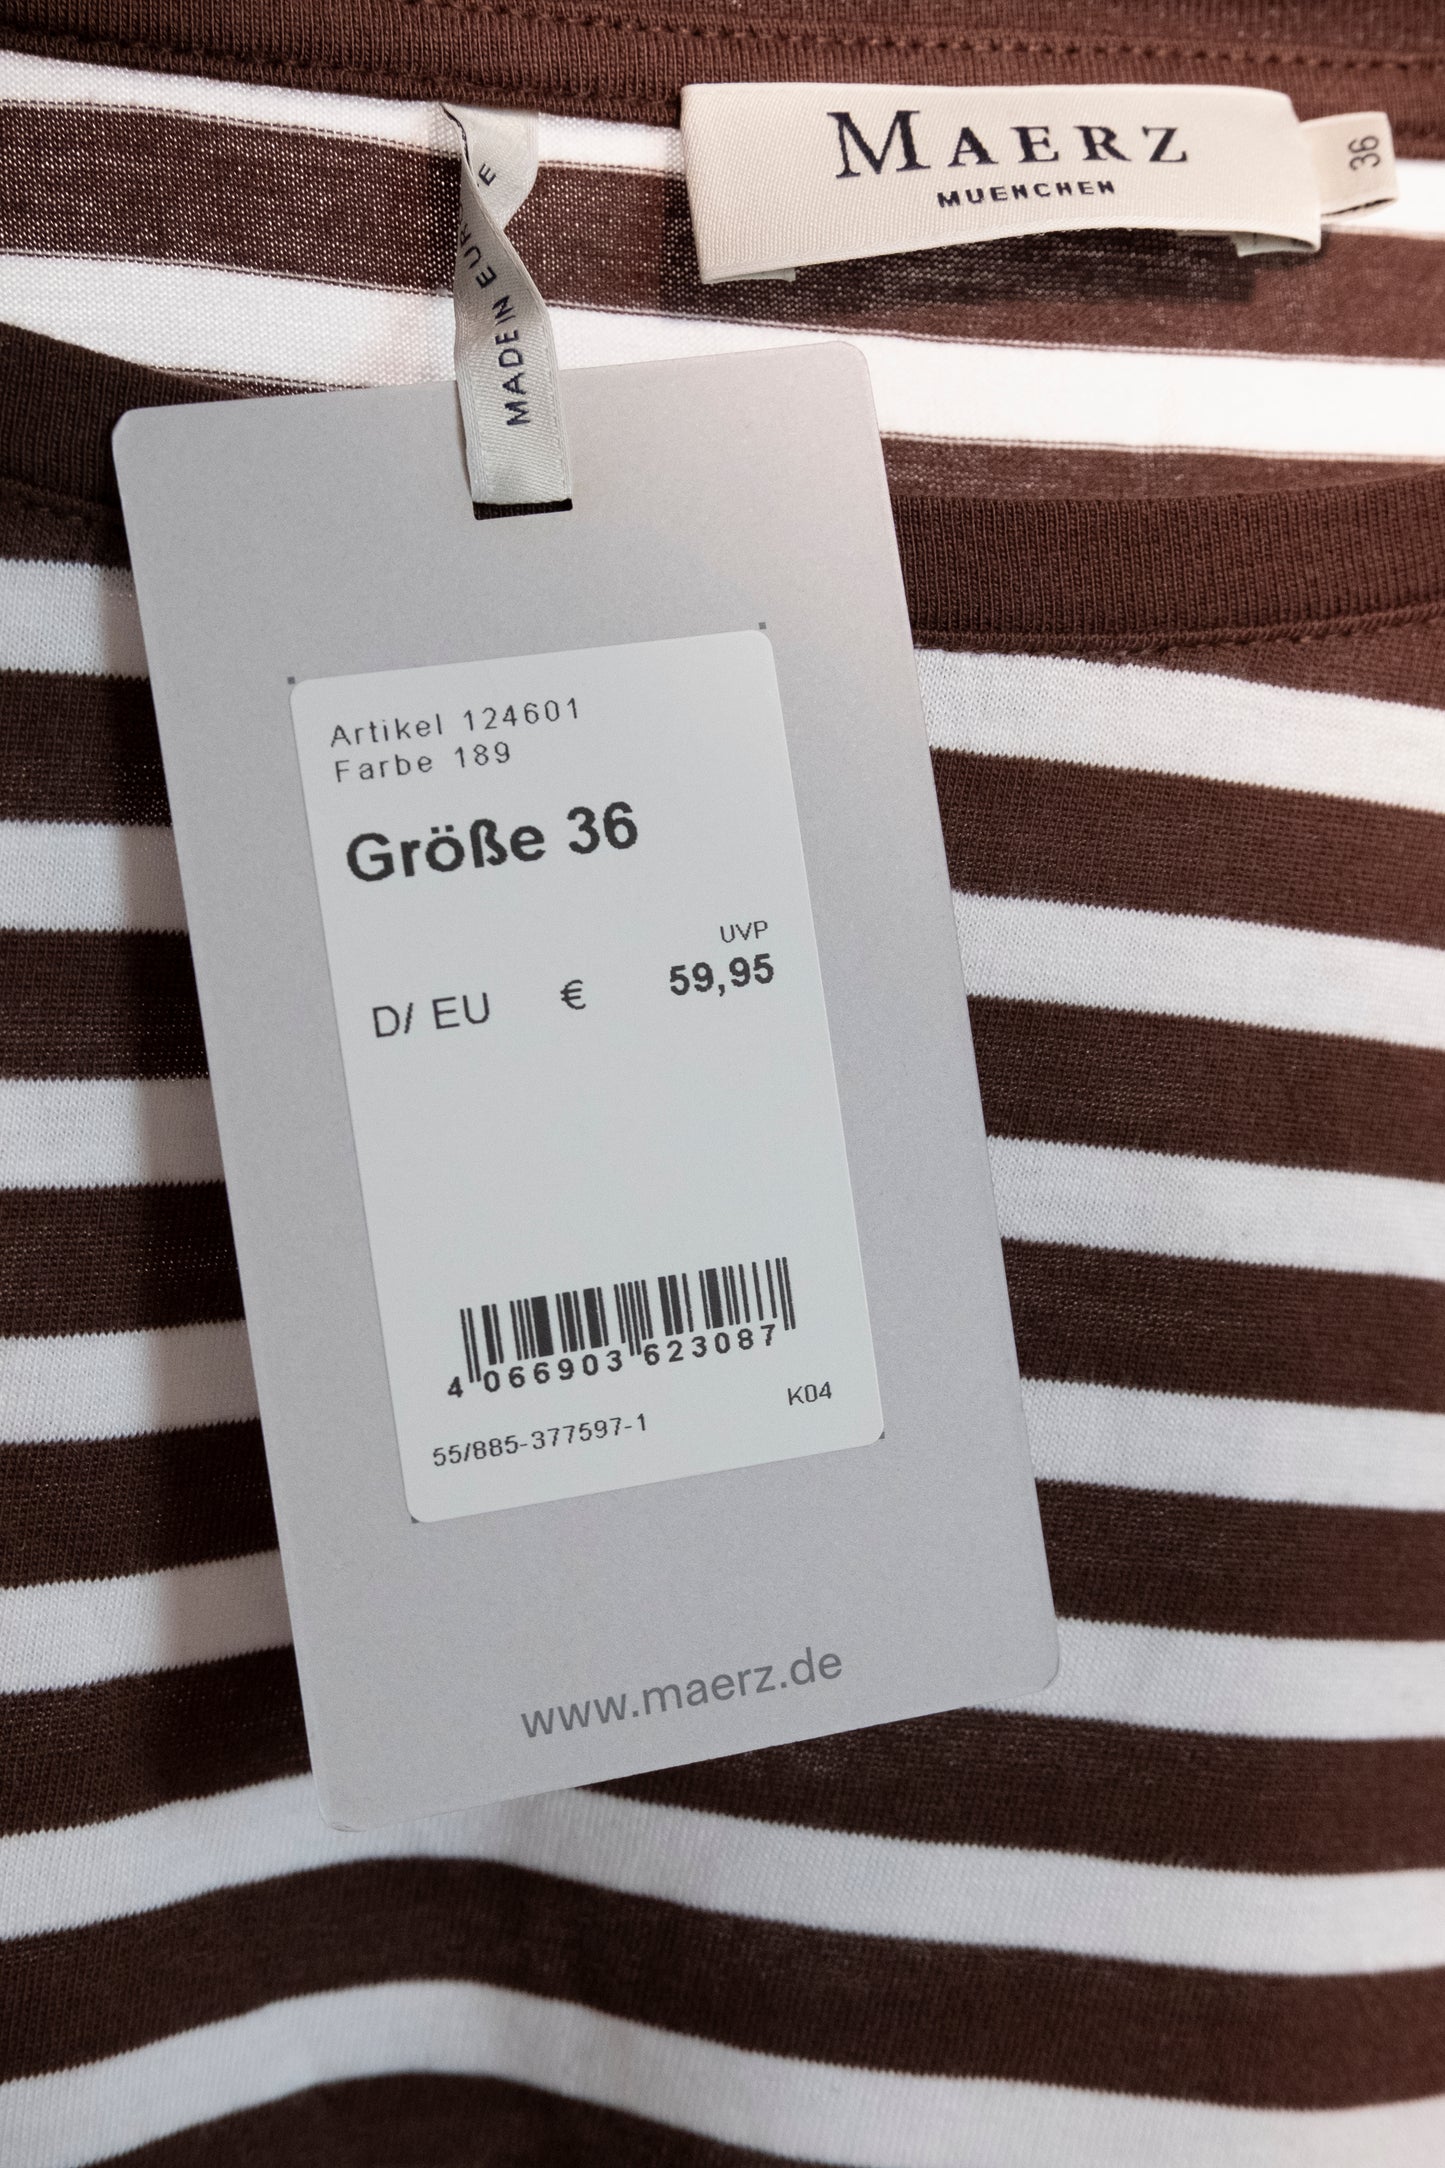 MAERZ
MUENCHEN
36
MADE IN EUROPE
Artikel 124601
Farbe 189
Größe 36
UVP
D/ EU € 59,95
4 066903 623087
55/885-377597-1 K04
www.maerz.de